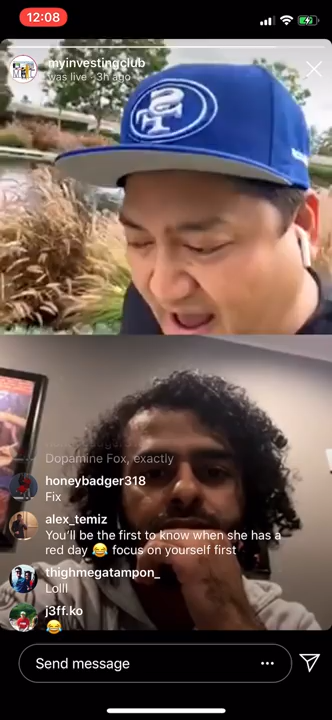 12:08
myinvestingclub
was live · 3h ago
Dopamine Fox, exactly
honeybadger318
Fix
alex_temiz
You'll be the first to know when she has a
red day 😂 focus on yourself first
thighmegatampon_
Lolll
j3ff.ko
😂
Send message